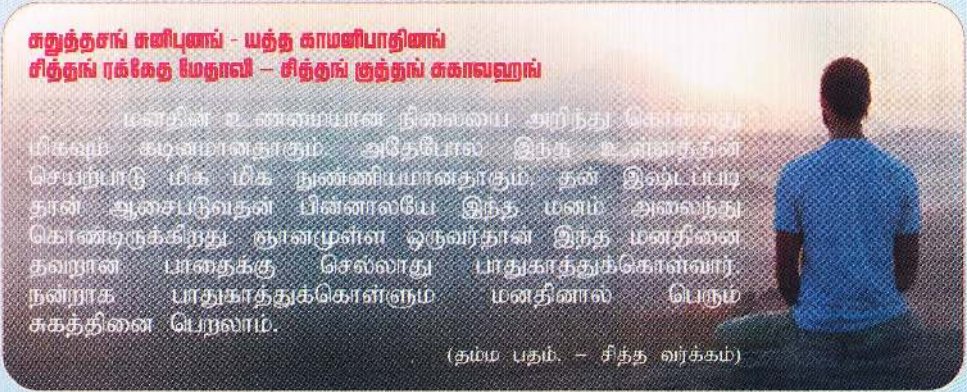 சுதுத்தசங் சுனிபுணங் - யத்த காமனிபாதினங்
சித்தங் ரக்கேத மேதாவி – சித்தங் குத்தங் சுகாவஹங்
மனதின் உண்மையான நிலையை அறிந்து கொள்வது
மிகவும் கடினமானதாகும். அதேபோல் இந்த உள்ளத்தின்
செயற்பாடு மிக மிக நுண்ணியமானதாகும். தன் இஷ்டப்படி
தான் ஆசைபடுவதன் பின்னாலயே இந்த மனம் அலைந்து
கொண்டிருக்கிறது. ஞானமுள்ள ஒருவர்தான் இந்த மனதினை
தவறான பாதைக்கு செல்லாது பாதுகாத்துக்கொள்வார்.
நன்றாக பாதுகாத்துக்கொள்ளும் மனதினால் பெரும்
சுகத்தினை பெறலாம்.
(தம்ம பதம். – சித்த வர்க்கம்)